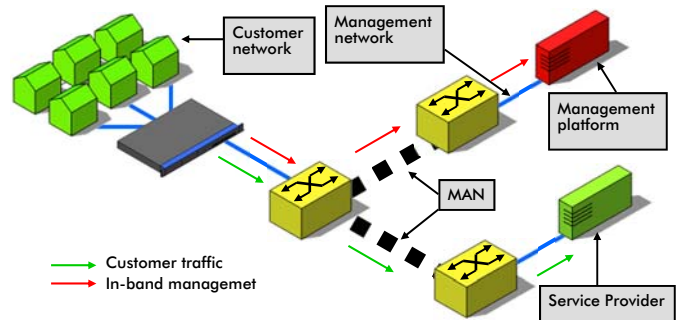 Customer
network
Management
network
Management
platform
MAN
Customer traffic
In-band managemet
Service Provider